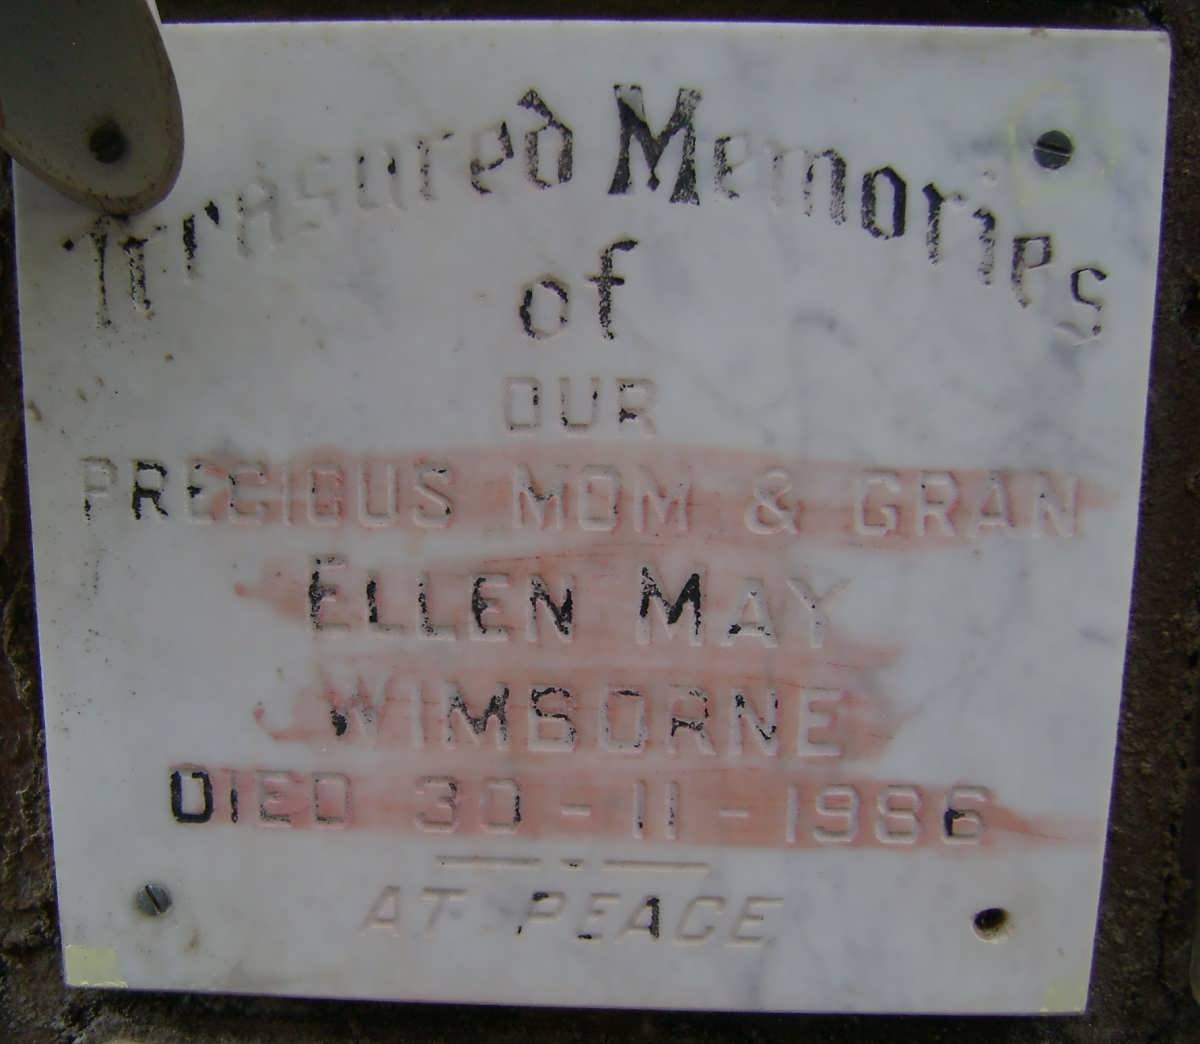 Treasured Memories
of
OUR
PRECIOUS MOM & GRAN
ELLEN MAY
WIMBORNE
DIED 30-11-1986
AT PEACE